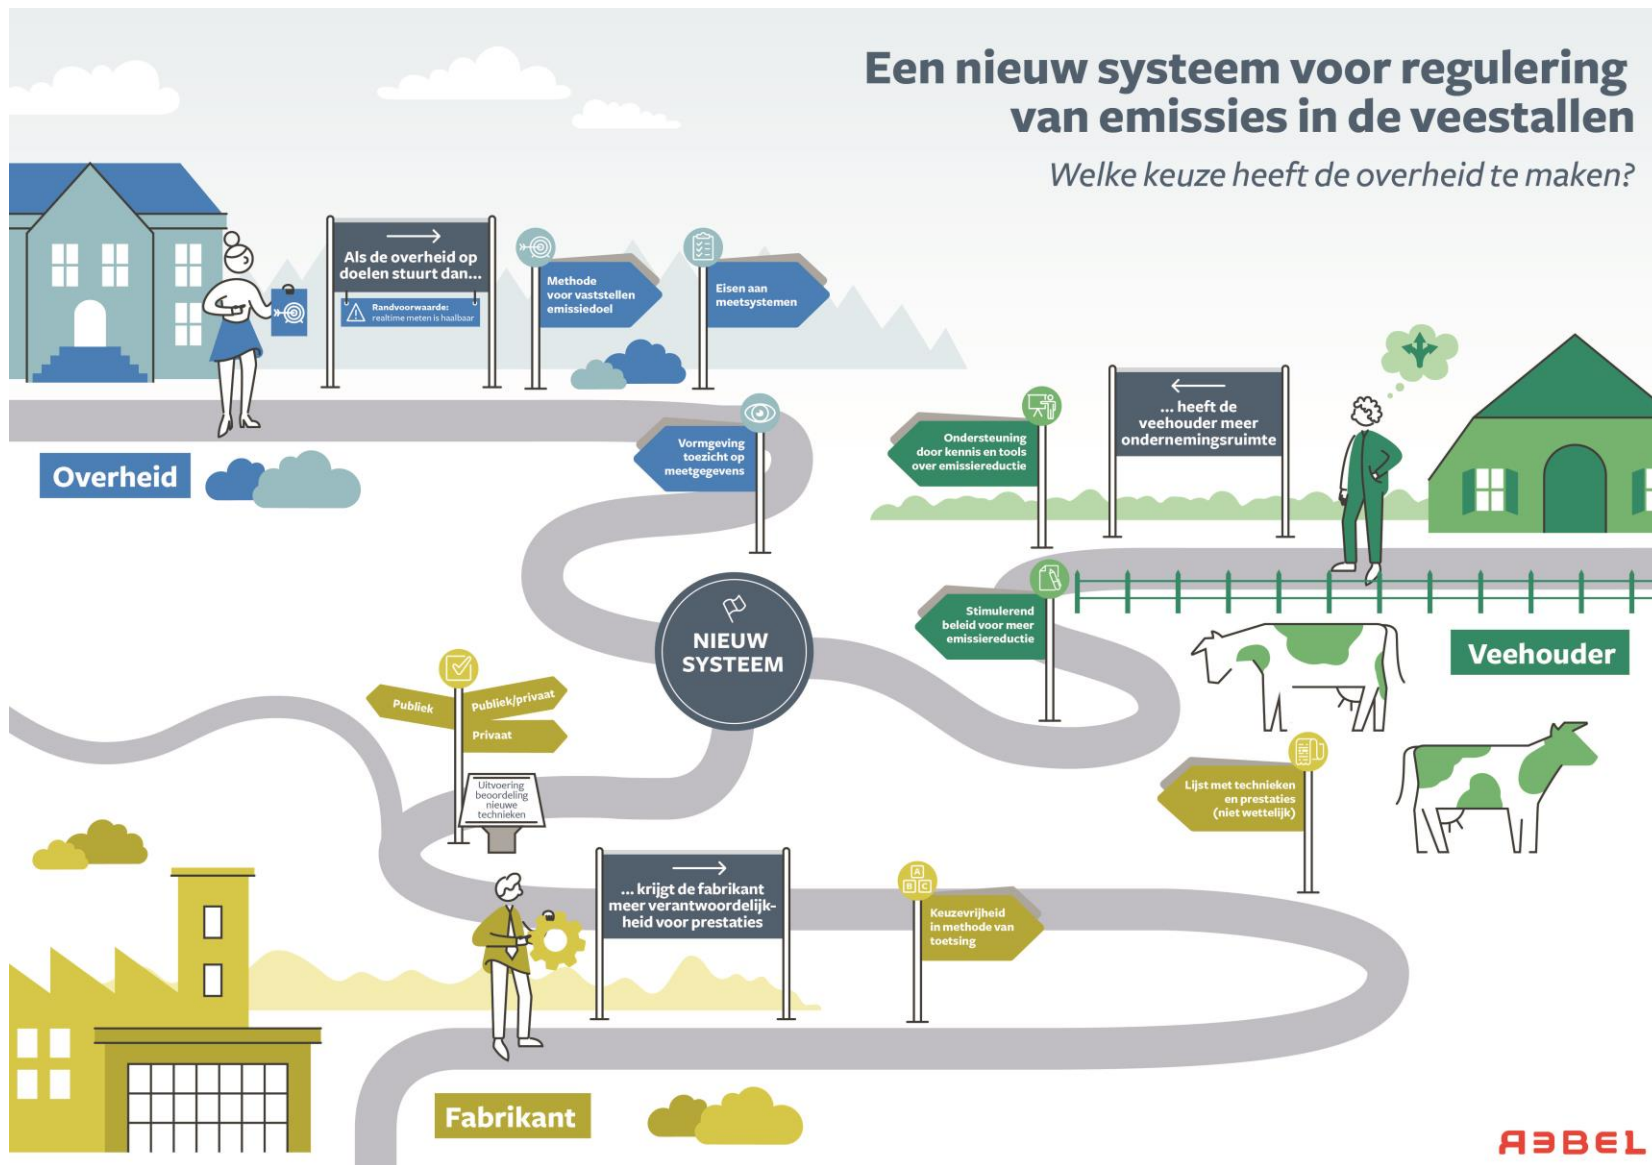 Een nieuw systeem voor regulering
van emissies in de veestallen
Welke keuze heeft de overheid te maken?
Als de overheid op
doelen stuurt dan...
Randvoorwaarde:
realtime meten is haalbaar
Methode
voor vaststellen
emissiedoel
Eisen aan
meetsystemen
Vormgeving
toezicht op
meetgegevens
Overheid
... heeft de
veehouder meer
ondernemingsruimte
Ondersteuning
door kennis en tools
over emissiereductie
Stimulerend
beleid voor meer
emissiereductie
Veehouder
NIEUW
SYSTEEM
Publiek
Publiek/privaat
Privaat
Uitvoering
beoordeling
nieuwe
technieken
Lijst met technieken
en prestaties
(niet wettelijk)
... krijgt de fabrikant
meer verantwoordelijk-
heid voor prestaties
A
B C
Keuzevrijheid
in methode van
toetsing
Fabrikant
REBEL